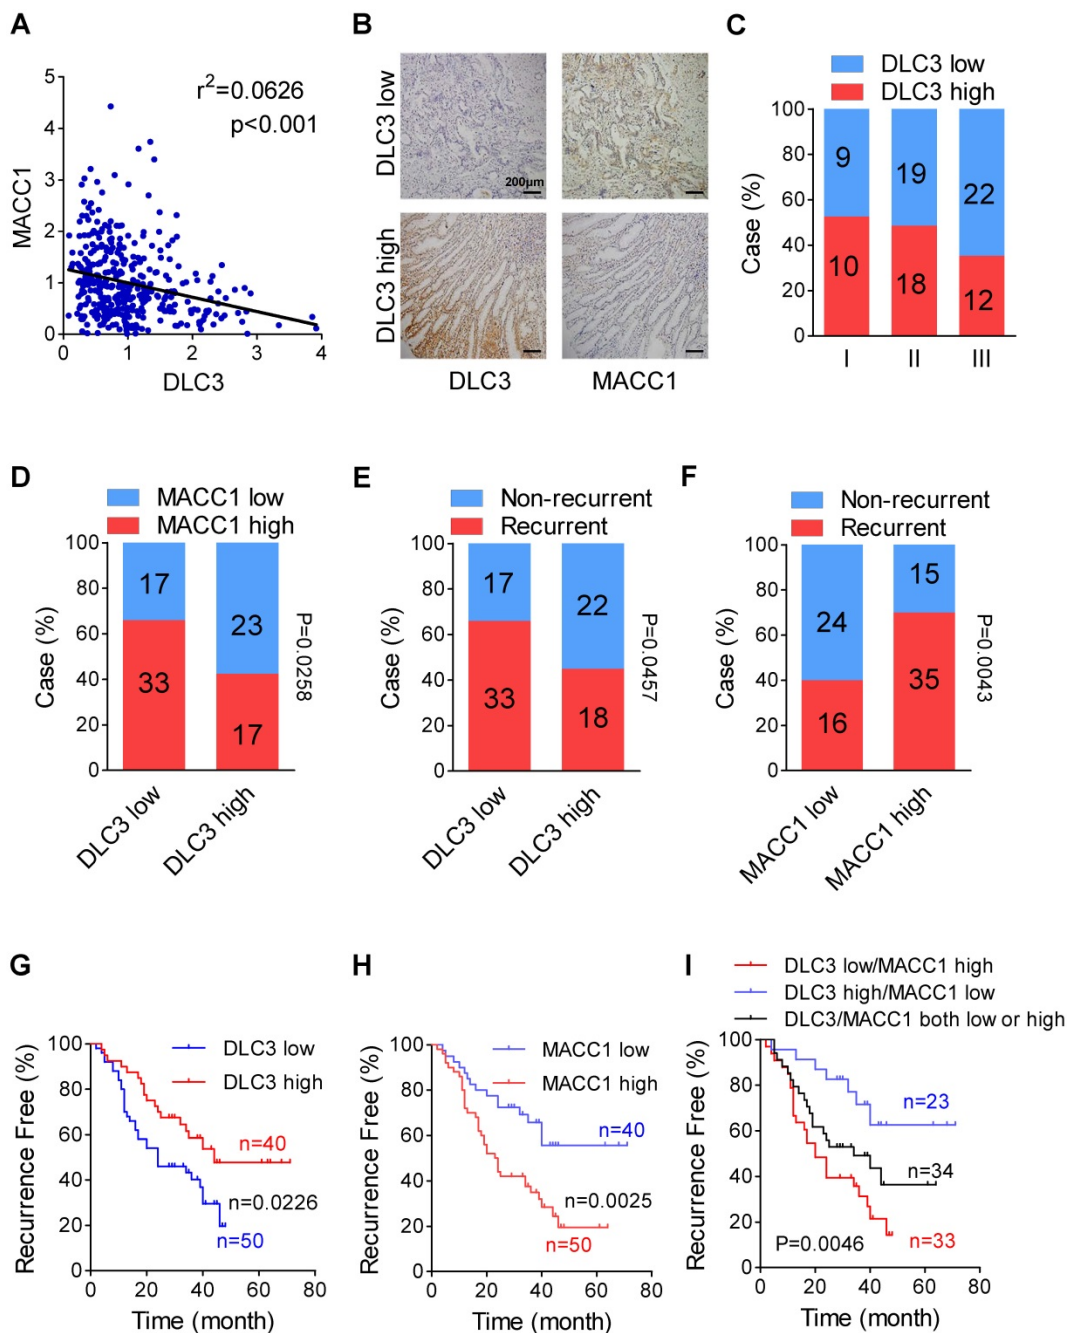 A
MACC1
5
4
3
2
1
0
r²=0.0626
p<0.001
0 1 2 3 4
DLC3
B
DLC3 low
DLC3 high
200µm
DLC3 MACC1
C
DLC3 low
DLC3 high
Case (%)
100
80
60
40
20
0
9 19 22
10 18 12
I II III
D
MACC1 low
MACC1 high
Case (%)
100
80
60
40
20
0
17 23
33 17
P=0.0258
DLC3 low DLC3 high
E
Non-recurrent
Recurrent
Case (%)
100
80
60
40
20
0
17 22
33 18
P=0.0457
DLC3 low DLC3 high
F
Non-recurrent
Recurrent
Case (%)
100
80
60
40
20
0
24 15
16 35
P=0.0043
MACC1 low MACC1 high
G
Recurrence Free (%)
100
80
60
40
20
0
DLC3 low
DLC3 high
n=40
n=0.0226
n=50
0 20 40 60 80
Time (month)
H
Recurrence Free (%)
100
80
60
40
20
0
MACC1 low
MACC1 high
n=40
n=0.0025
n=50
0 20 40 60 80
Time (month)
I
DLC3 low/MACC1 high
DLC3 high/MACC1 low
DLC3/MACC1 both low or high
Recurrence Free (%)
100
80
60
40
20
0
n=23
n=34
P=0.0046
n=33
0 20 40 60 80
Time (month)